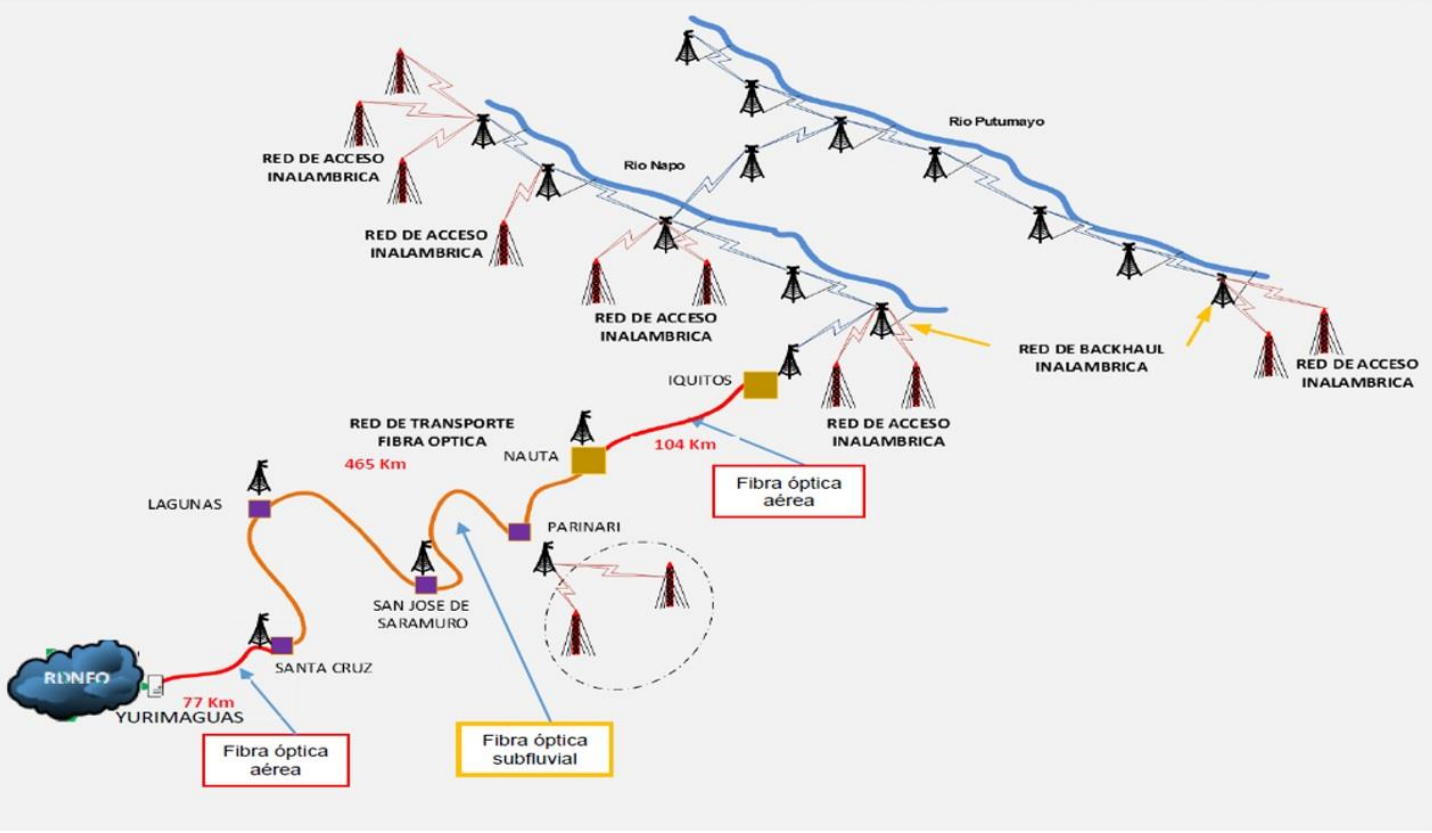 Rio Putumayo
RED DE ACCESO
INALAMBRICA
Rio Napo
RED DE ACCESO
INALAMBRICA
RED DE ACCESO
INALAMBRICA
RED DE BACKHAUL
INALAMBRICA
RED DE ACCESO
INALAMBRICA
IQUITOS
RED DE TRANSPORTE
FIBRA OPTICA
465 Km
RED DE ACCESO
INALAMBRICA
104 Km
NAUTA
Fibra óptica
aérea
LAGUNAS
PARINARI
SAN JOSE DE
SARAMURO
SANTA CRUZ
RDNFO
77 Km
YURIMAGUAS
Fibra óptica
aérea
Fibra óptica
subfluvial